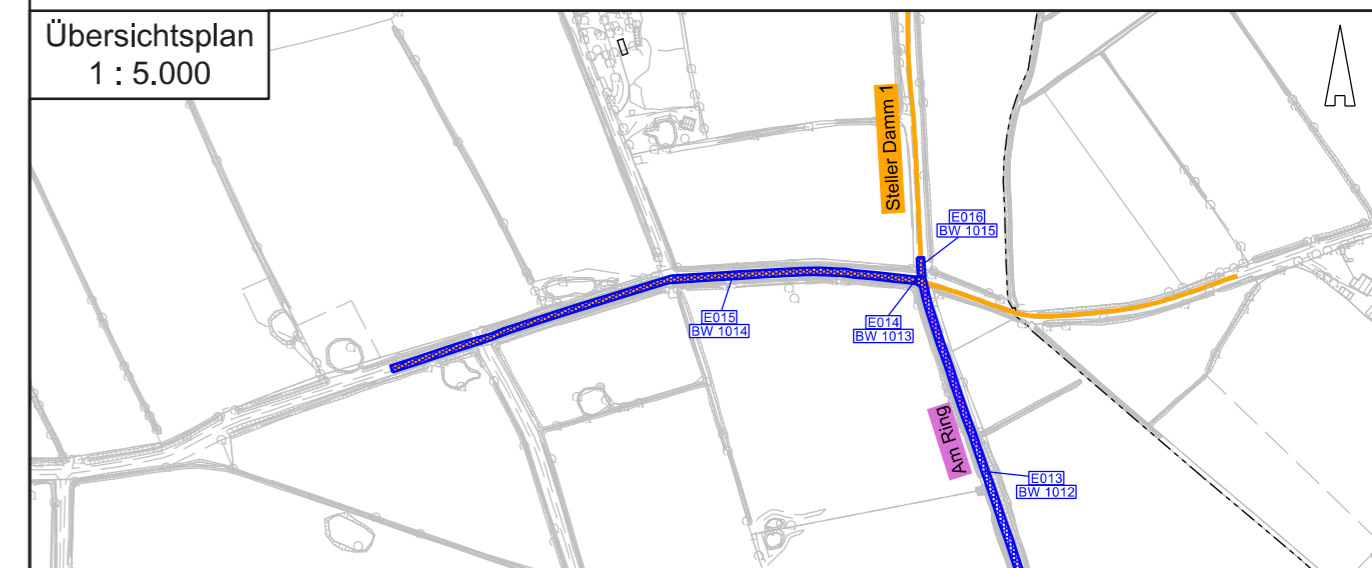 Übersichtsplan
1 : 5.000
Steller Damm 1
E016
BW 1015
E015
BW 1014
E014
BW 1013
Am Ring
E013
BW 1012